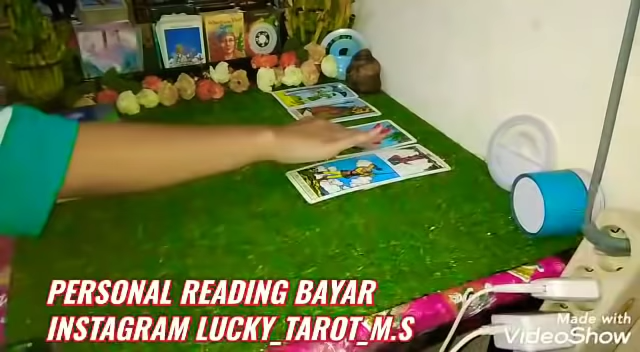 PERSONAL READING BAYAR
INSTAGRAM LUCKY_TAROT_M.S
Made with
VideoShow